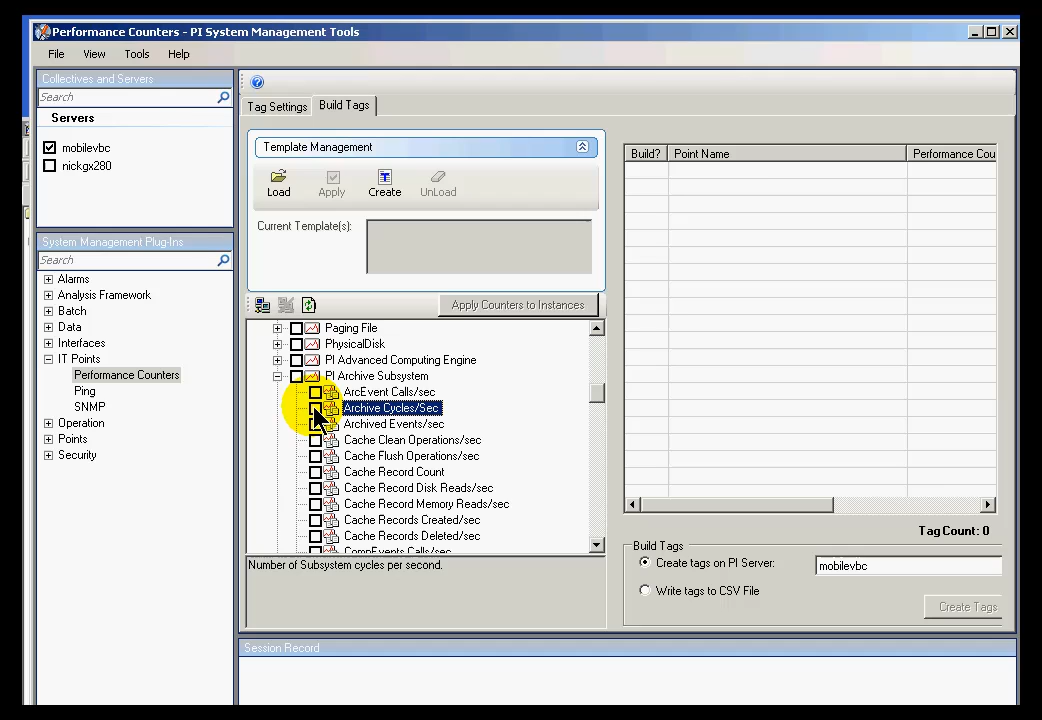 Performance Counters - PI System Management Tools
File View Tools Help
Collectives and Servers
Search
Servers
mobilevbc
nickgx280
System Management Plug-Ins
Search
Alarms
Analysis Framework
Batch
Data
Interfaces
IT Points
Performance Counters
Ping
SNMP
Operation
Points
Security
Tag Settings Build Tags
Template Management
Load Apply Create UnLoad
Current Template(s):
Apply Counters to Instances
Paging File
PhysicalDisk
PI Advanced Computing Engine
PI Archive Subsystem
ArcEvent Calls/sec
Archive Cycles/Sec
Archived Events/sec
Cache Clean Operations/sec
Cache Flush Operations/sec
Cache Record Count
Cache Record Disk Reads/sec
Cache Record Memory Reads/sec
Cache Records Created/sec
Cache Records Deleted/sec
CompEvents Calls/sec
Number of Subsystem cycles per second.
Build? Point Name Performance Cou
Tag Count: 0
Build Tags
Create tags on PI Server: mobilevbc
Write tags to CSV File
Create Tags
Session Record